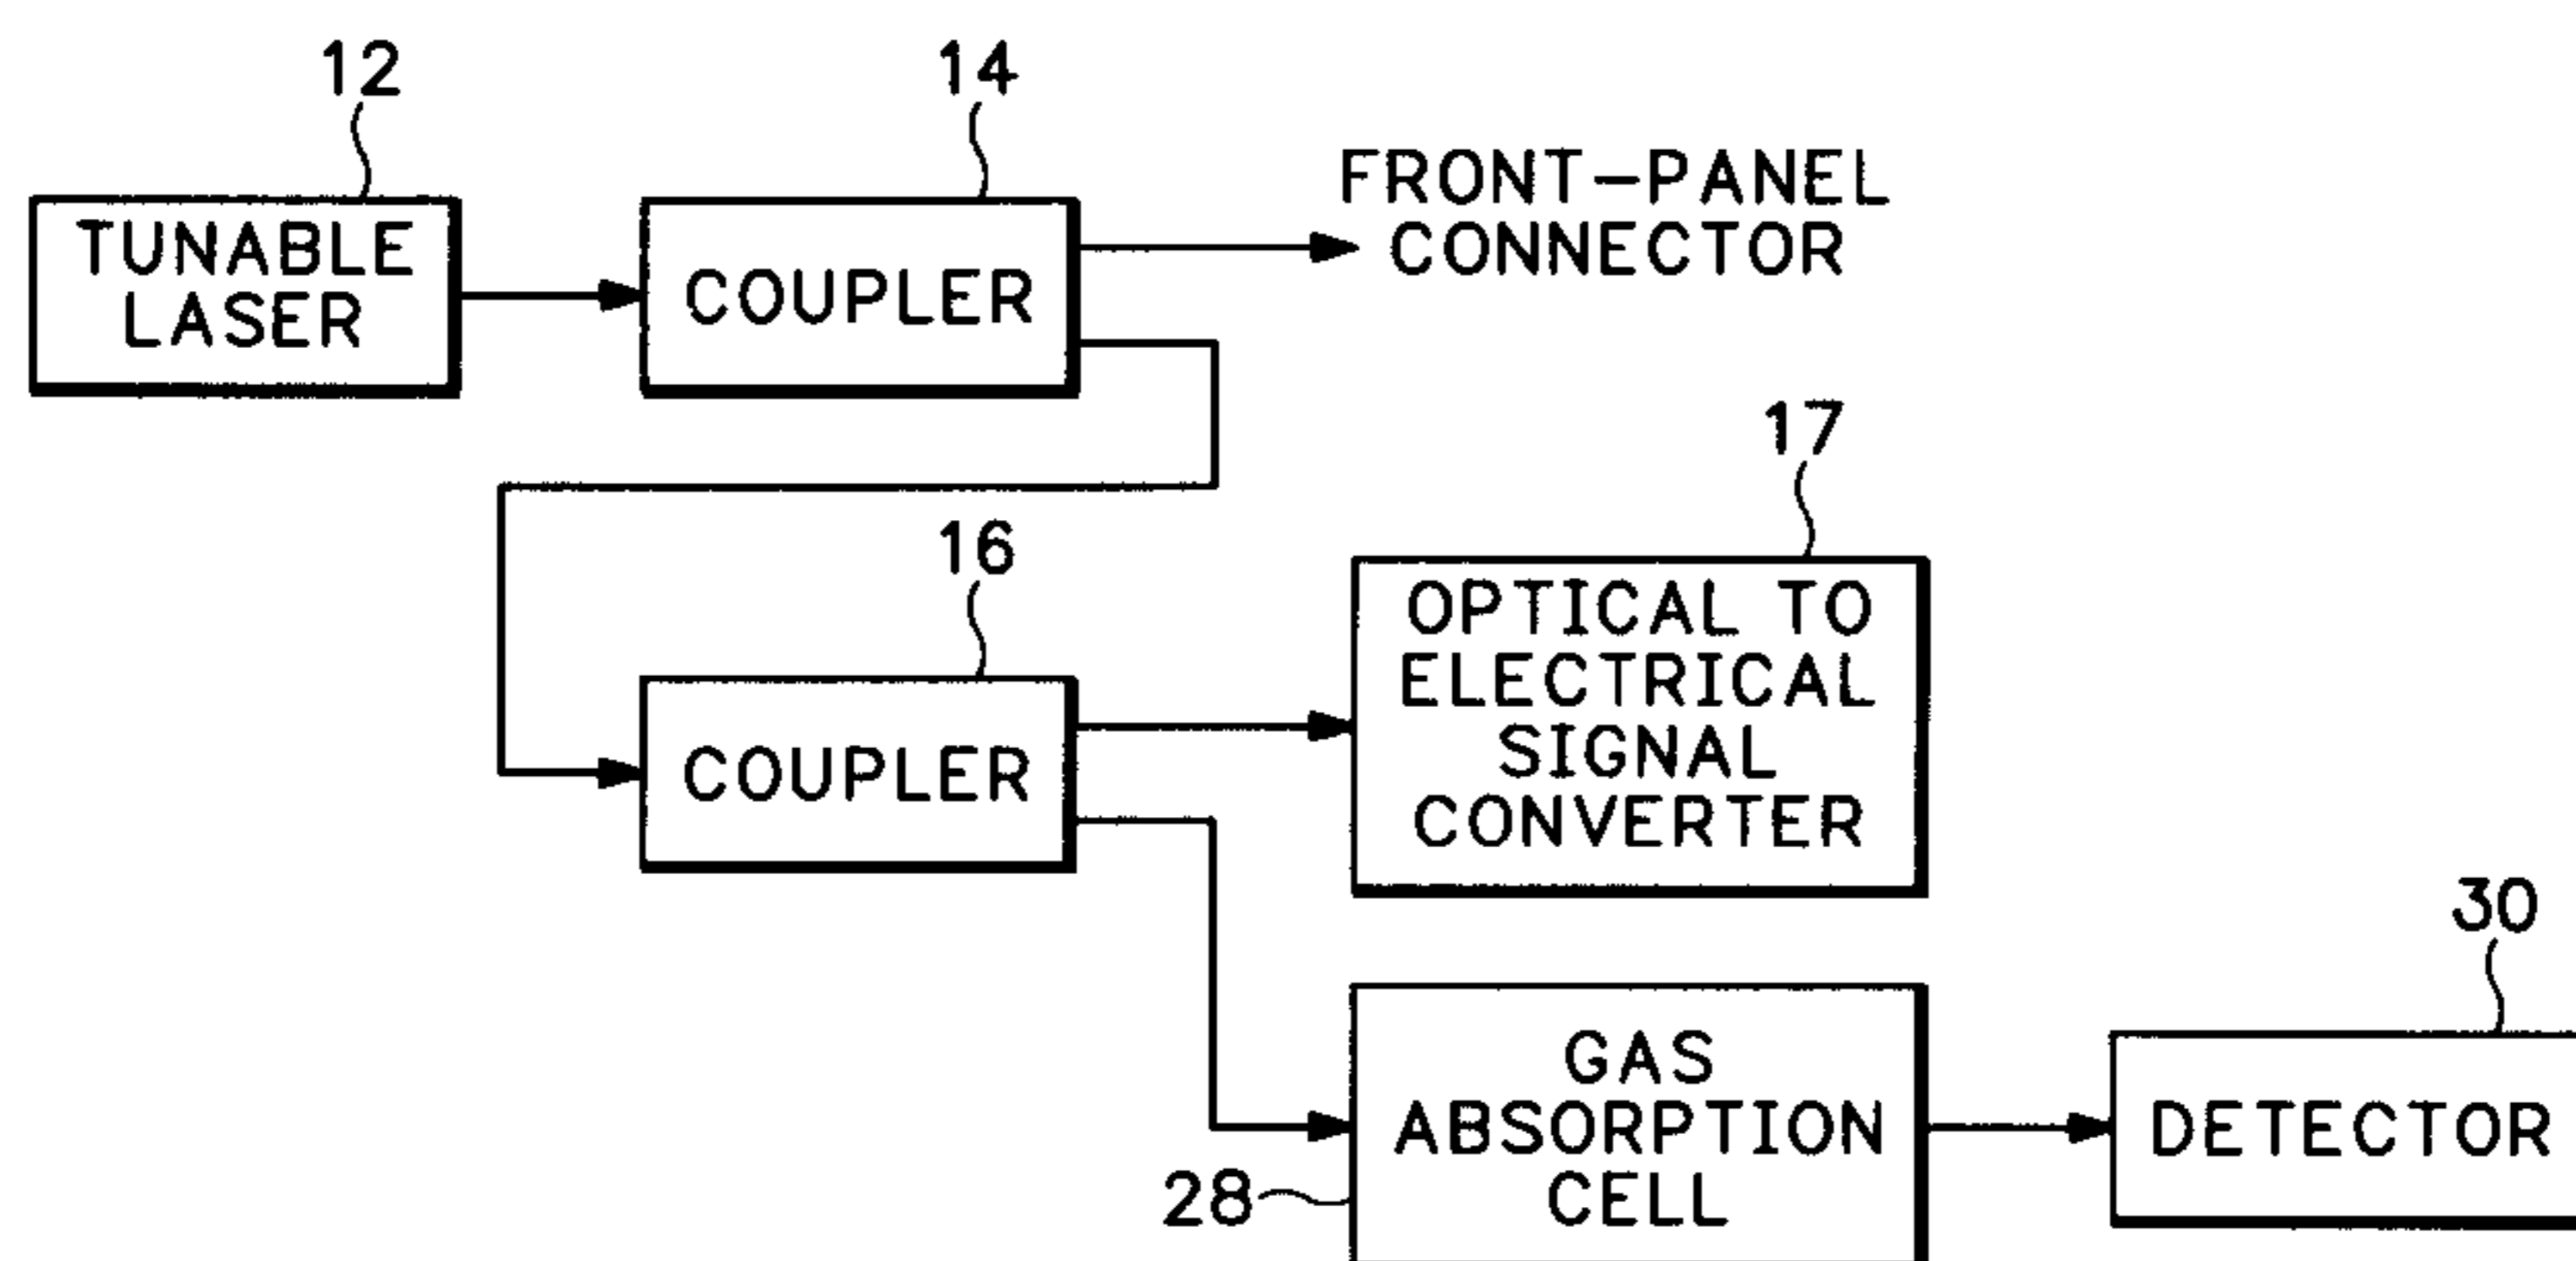 12
14
TUNABLE
LASER
COUPLER
FRONT-PANEL
CONNECTOR
17
16
COUPLER
OPTICAL TO
ELECTRICAL
SIGNAL
CONVERTER
30
GAS
ABSORPTION
CELL
28
DETECTOR